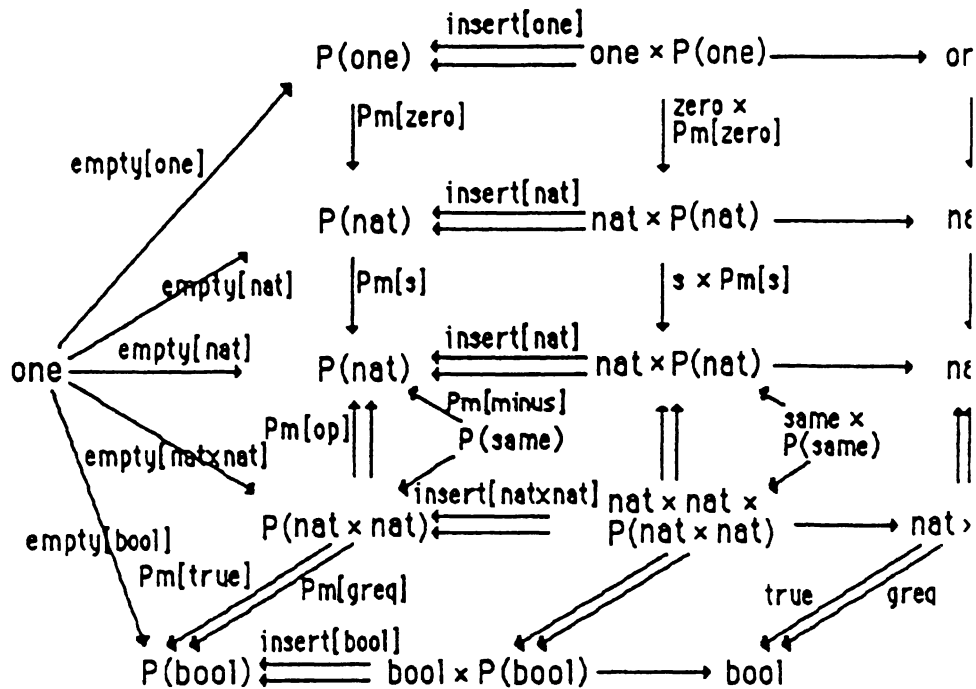 insert[one]
P(one) one × P(one)
Pm[zero] zero ×
Pm[zero]
empty[one]
insert[nat]
P(nat) nat × P(nat)
empty[nat] Pm[s] s × Pm[s]
empty[nat] insert[nat]
one P(nat) nat × P(nat)
Pm[minus]
Pm[op] P(same) same ×
P(same)
empty[nat×nat]
insert[nat×nat] nat × nat ×
P(nat × nat) P(nat × nat) nat ×
empty[bool]
Pm[true] Pm[greq] true greq
insert[bool]
P(bool) bool × P(bool) bool